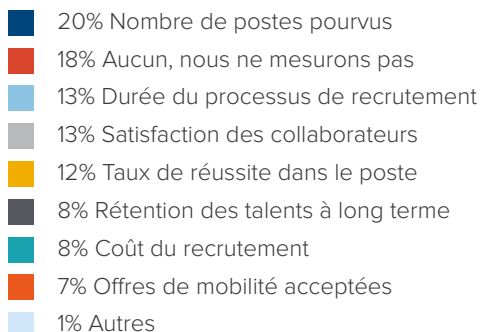 20% Nombre de postes pourvus
18% Aucun, nous ne mesurons pas
13% Durée du processus de recrutement
13% Satisfaction des collaborateurs
12% Taux de réussite dans le poste
8% Rétention des talents à long terme
8% Coût du recrutement
7% Offres de mobilité acceptées
1% Autres